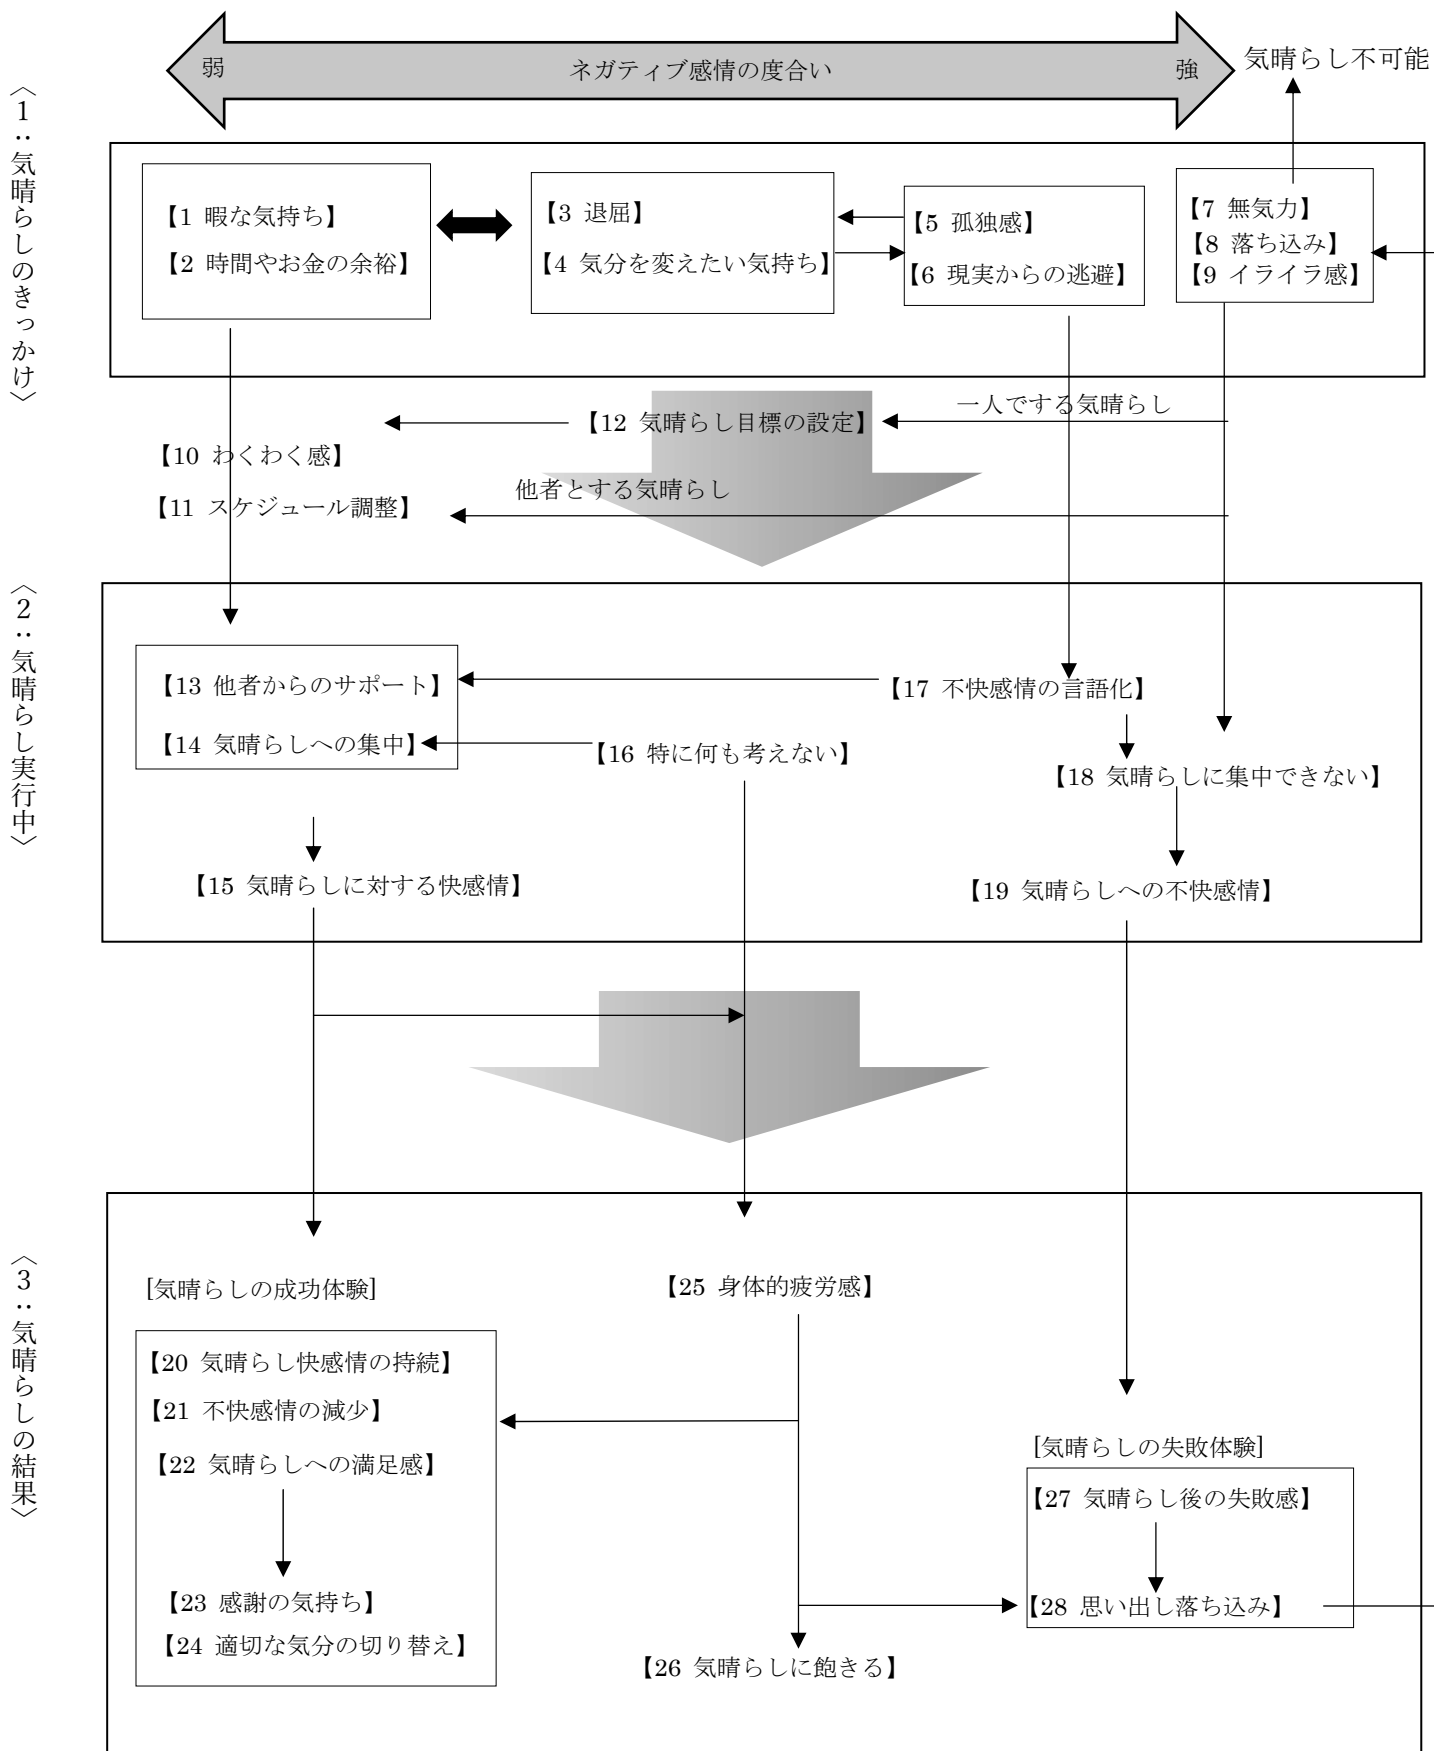 弱
ネガティブ感情の度合い
強
気晴らし不可能
〈1:気晴らしのきっかけ〉
【1 暇な気持ち】
【2 時間やお金の余裕】
【3 退屈】
【4 気分を変えたい気持ち】
【5 孤独感】
【6 現実からの逃避】
【7 無気力】
【8 落ち込み】
【9 イライラ感】
一人でする気晴らし
【12 気晴らし目標の設定】
【10 わくわく感】
他者とする気晴らし
【11 スケジュール調整】
〈2:気晴らし実行中〉
【13 他者からのサポート】
【17 不快感情の言語化】
【14 気晴らしへの集中】
【16 特に何も考えない】
【18 気晴らしに集中できない】
【15 気晴らしに対する快感情】
【19 気晴らしへの不快感情】
〈3:気晴らしの結果〉
[気晴らしの成功体験]
【25 身体的疲労感】
【20 気晴らし快感情の持続】
【21 不快感情の減少】
【22 気晴らしへの満足感】
【23 感謝の気持ち】
【24 適切な気分の切り替え】
[気晴らしの失敗体験]
【27 気晴らし後の失敗感】
【28 思い出し落ち込み】
【26 気晴らしに飽きる】